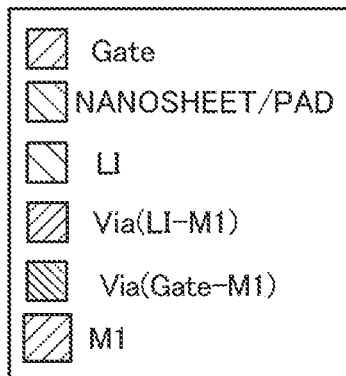 Gate
NANOSHEET/PAD
LI
Via(LI-M1)
Via(Gate-M1)
M1